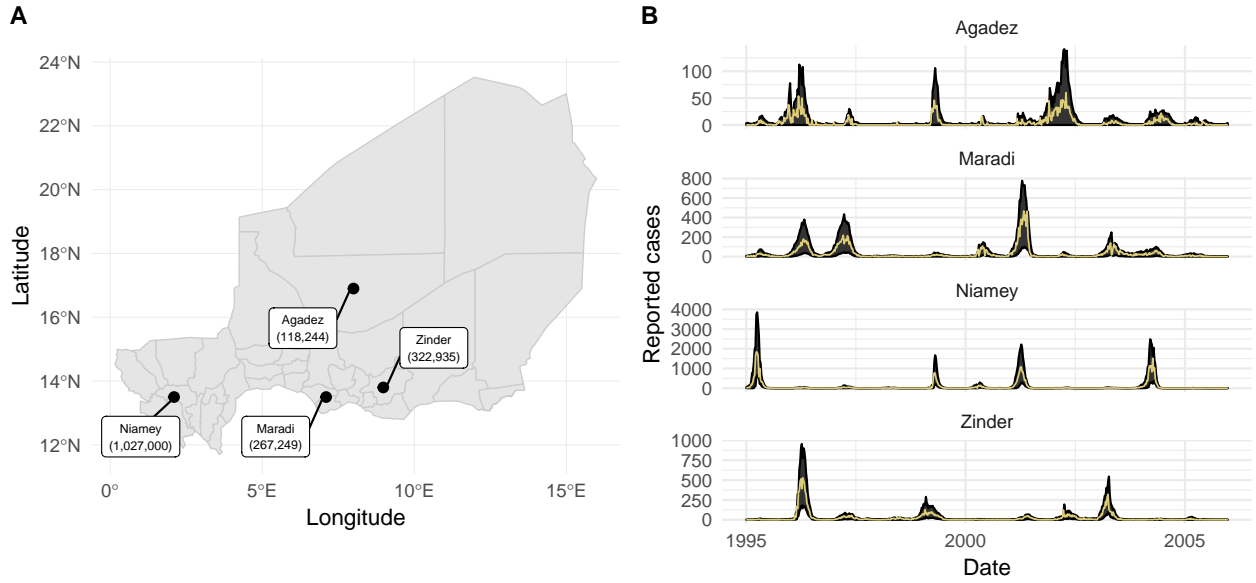 A
24°N
22°N
20°N
18°N
16°N
14°N
12°N
Latitude
Agadez
(118,244)
Zinder
(322,935)
Niamey
(1,027,000)
Maradi
(267,249)
0°
5°E
10°E
15°E
Longitude
B
Reported cases
Agadez
100
50
0
Maradi
800
600
400
200
0
Niamey
4000
3000
2000
1000
0
Zinder
1000
750
500
250
0
1995
2000
2005
Date